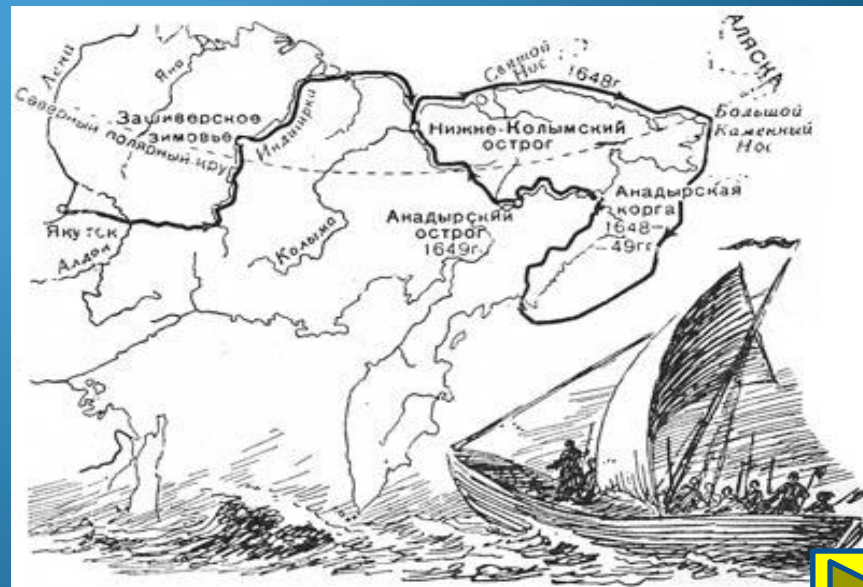 Лена
Яна
Северный полярный круг
Зашиверское
зимовье
Индигирка
Святой
Нос
1648г.
АЛЯСКА
Большой
Каменный
Нос
Нижне-Колымский
острог
Якутск
Алдан
Колыма
Анадырский
острог
1649г.
Анадырская
корга
1648—
—49гг